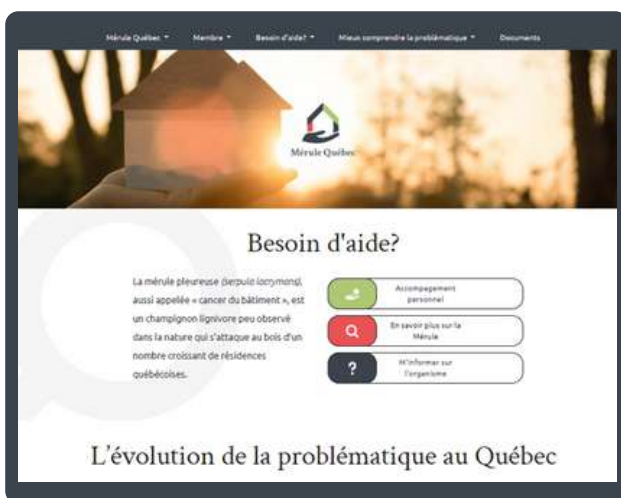 Mérule Québec Membre Besoin d'aide? Mieux comprendre la problématique Documents
Mérule Québec
Besoin d'aide?
La mérule pleureuse (serpula lacrymans),
aussi appelée « cancer du bâtiment », est
un champignon lignivore peu observé
dans la nature qui s'attaque au bois d'un
nombre croissant de résidences
québécoises.
Accompagement
personnel
En savoir plus sur la
Mérule
?
M'informer sur
l'organisme
L'évolution de la problématique au Québec